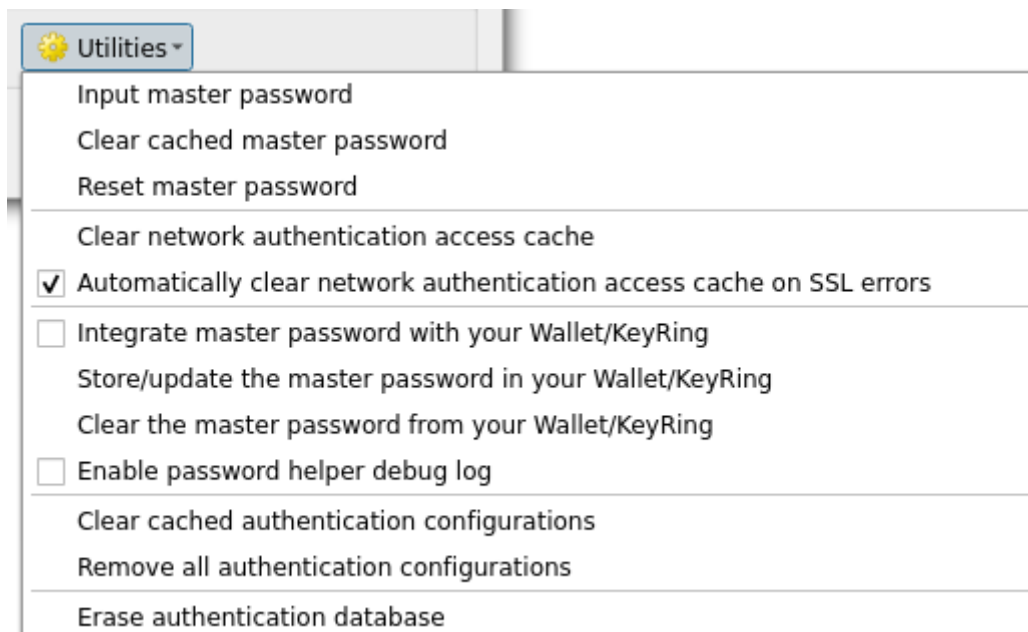 Utilities
Input master password
Clear cached master password
Reset master password
Clear network authentication access cache
Automatically clear network authentication access cache on SSL errors
Integrate master password with your Wallet/KeyRing
Store/update the master password in your Wallet/KeyRing
Clear the master password from your Wallet/KeyRing
Enable password helper debug log
Clear cached authentication configurations
Remove all authentication configurations
Erase authentication database